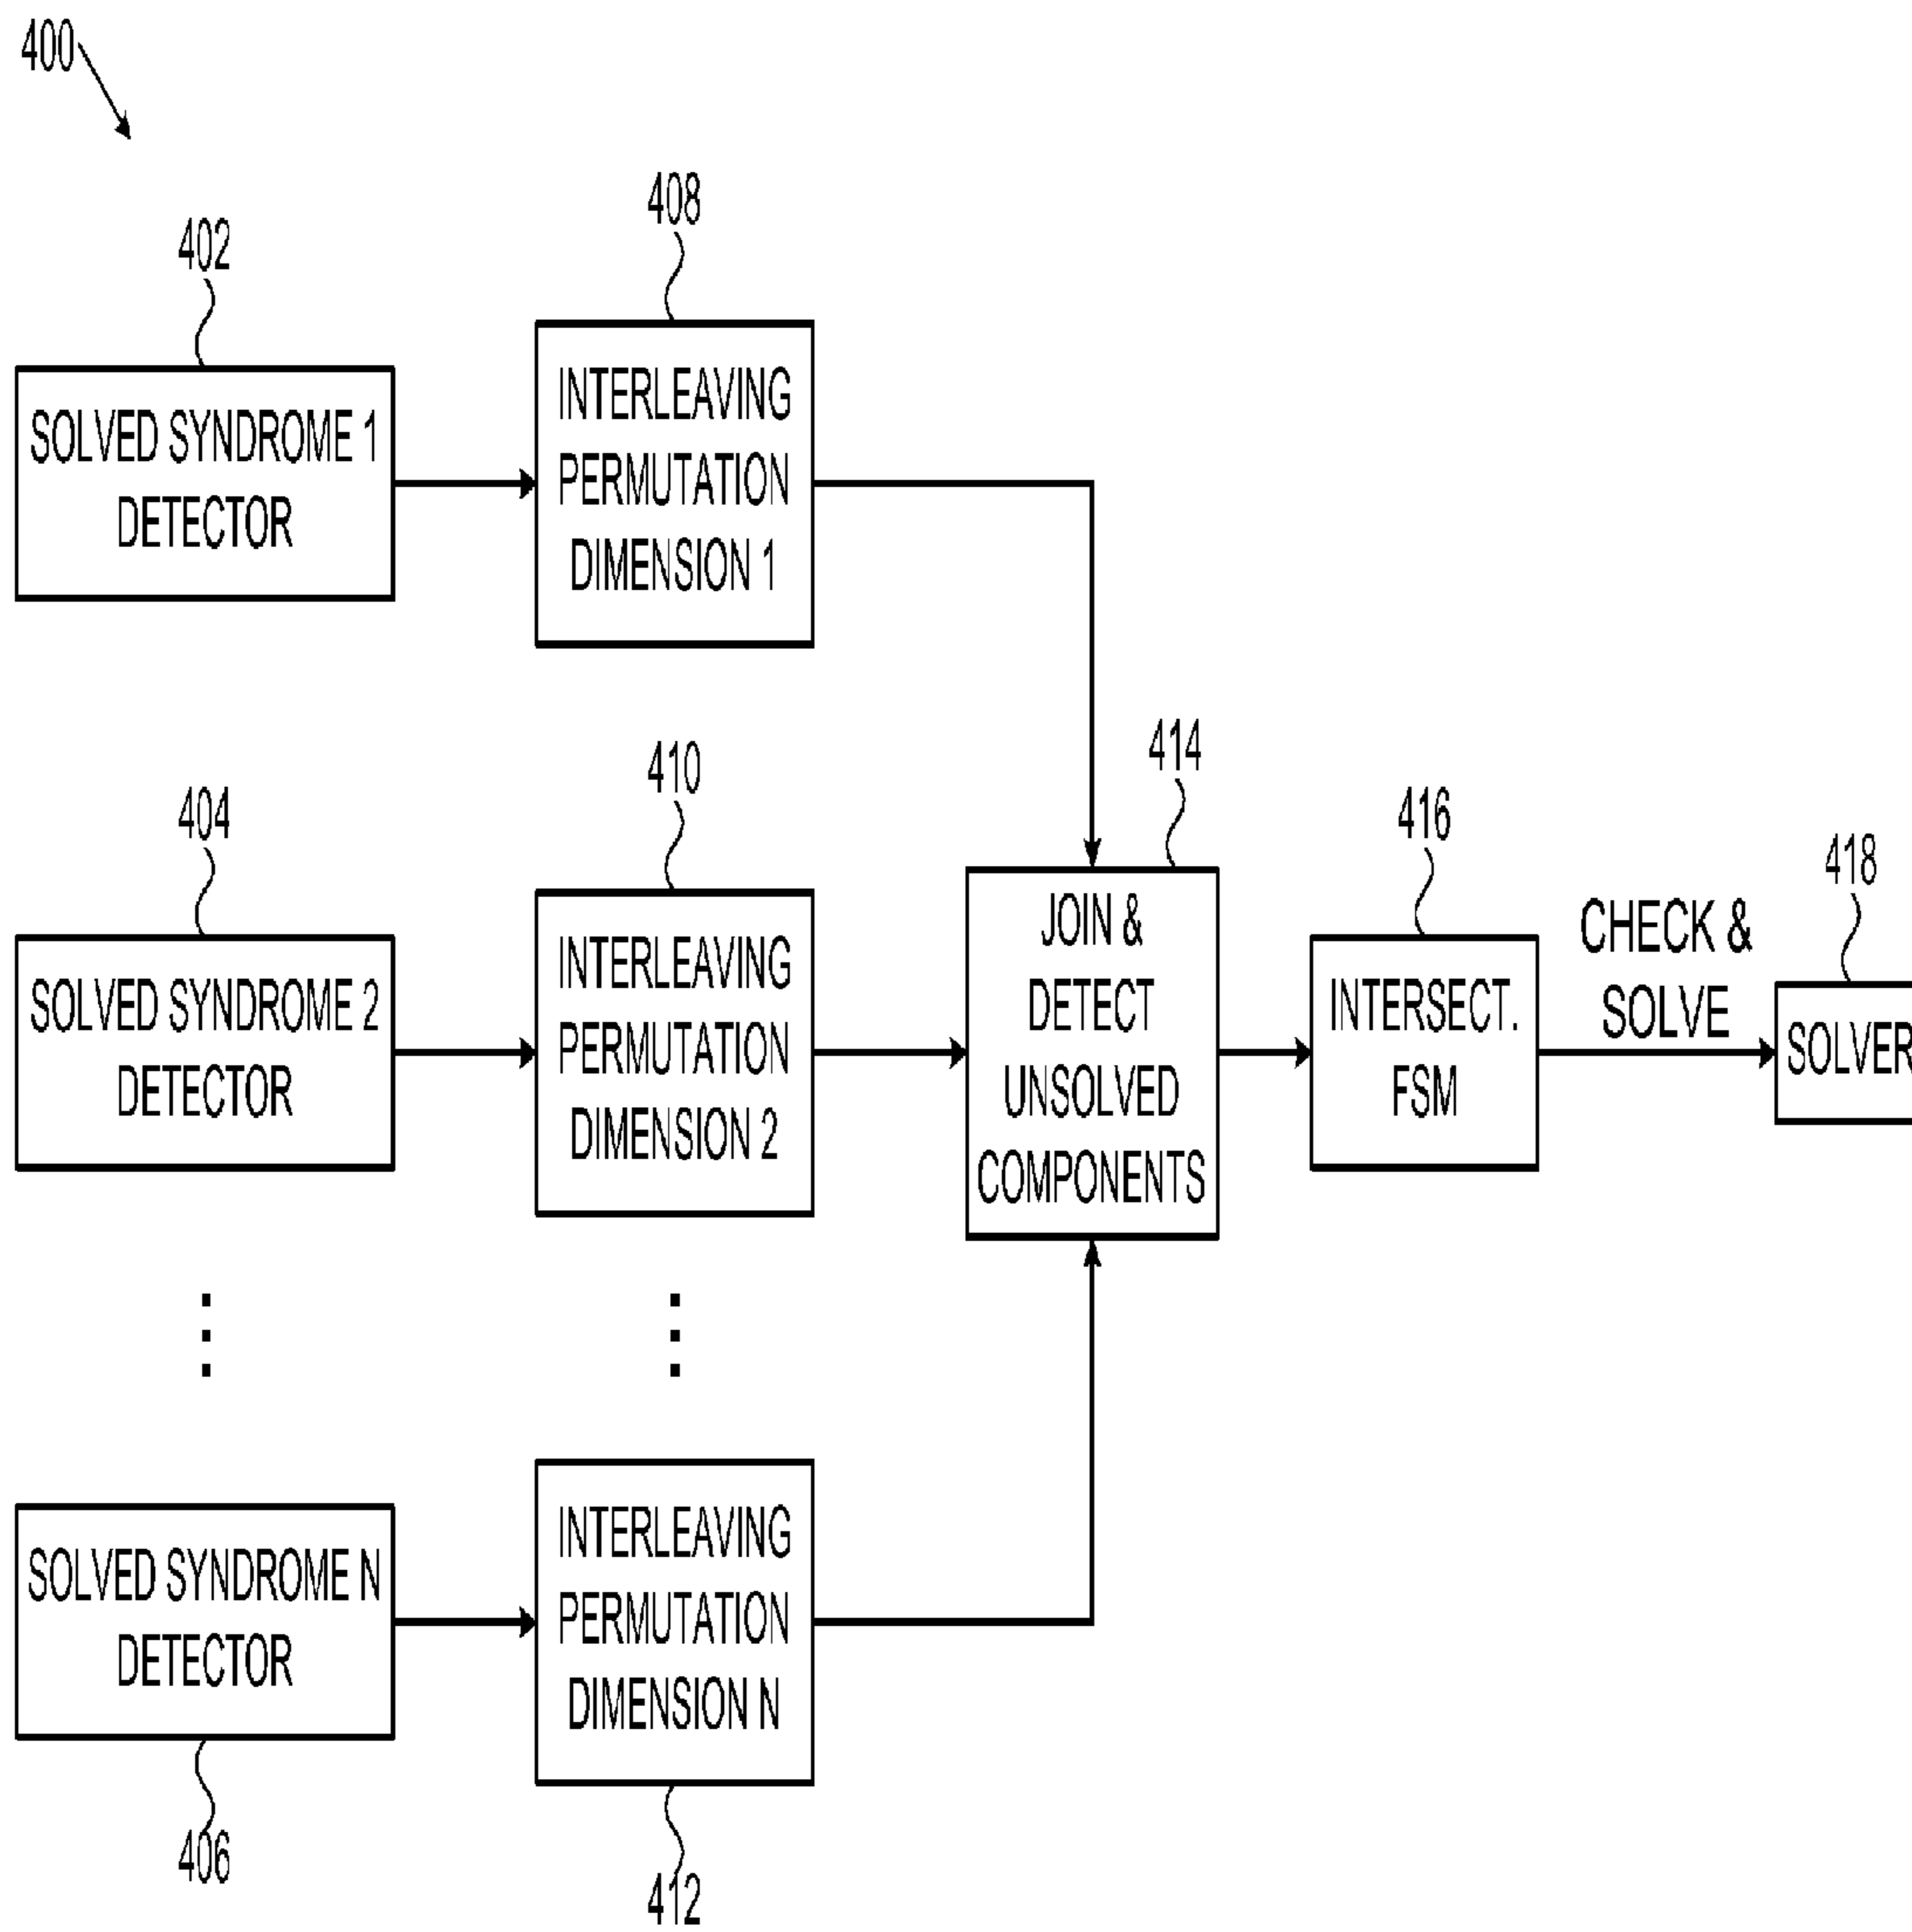 400
402
SOLVED SYNDROME 1
DETECTOR
408
INTERLEAVING
PERMUTATION
DIMENSION 1
404
SOLVED SYNDROME 2
DETECTOR
410
INTERLEAVING
PERMUTATION
DIMENSION 2
414
JOIN &
DETECT
UNSOLVED
COMPONENTS
416
INTERSECT.
FSM
CHECK &
SOLVE
418
SOLVER
SOLVED SYNDROME N
DETECTOR
406
INTERLEAVING
PERMUTATION
DIMENSION N
412